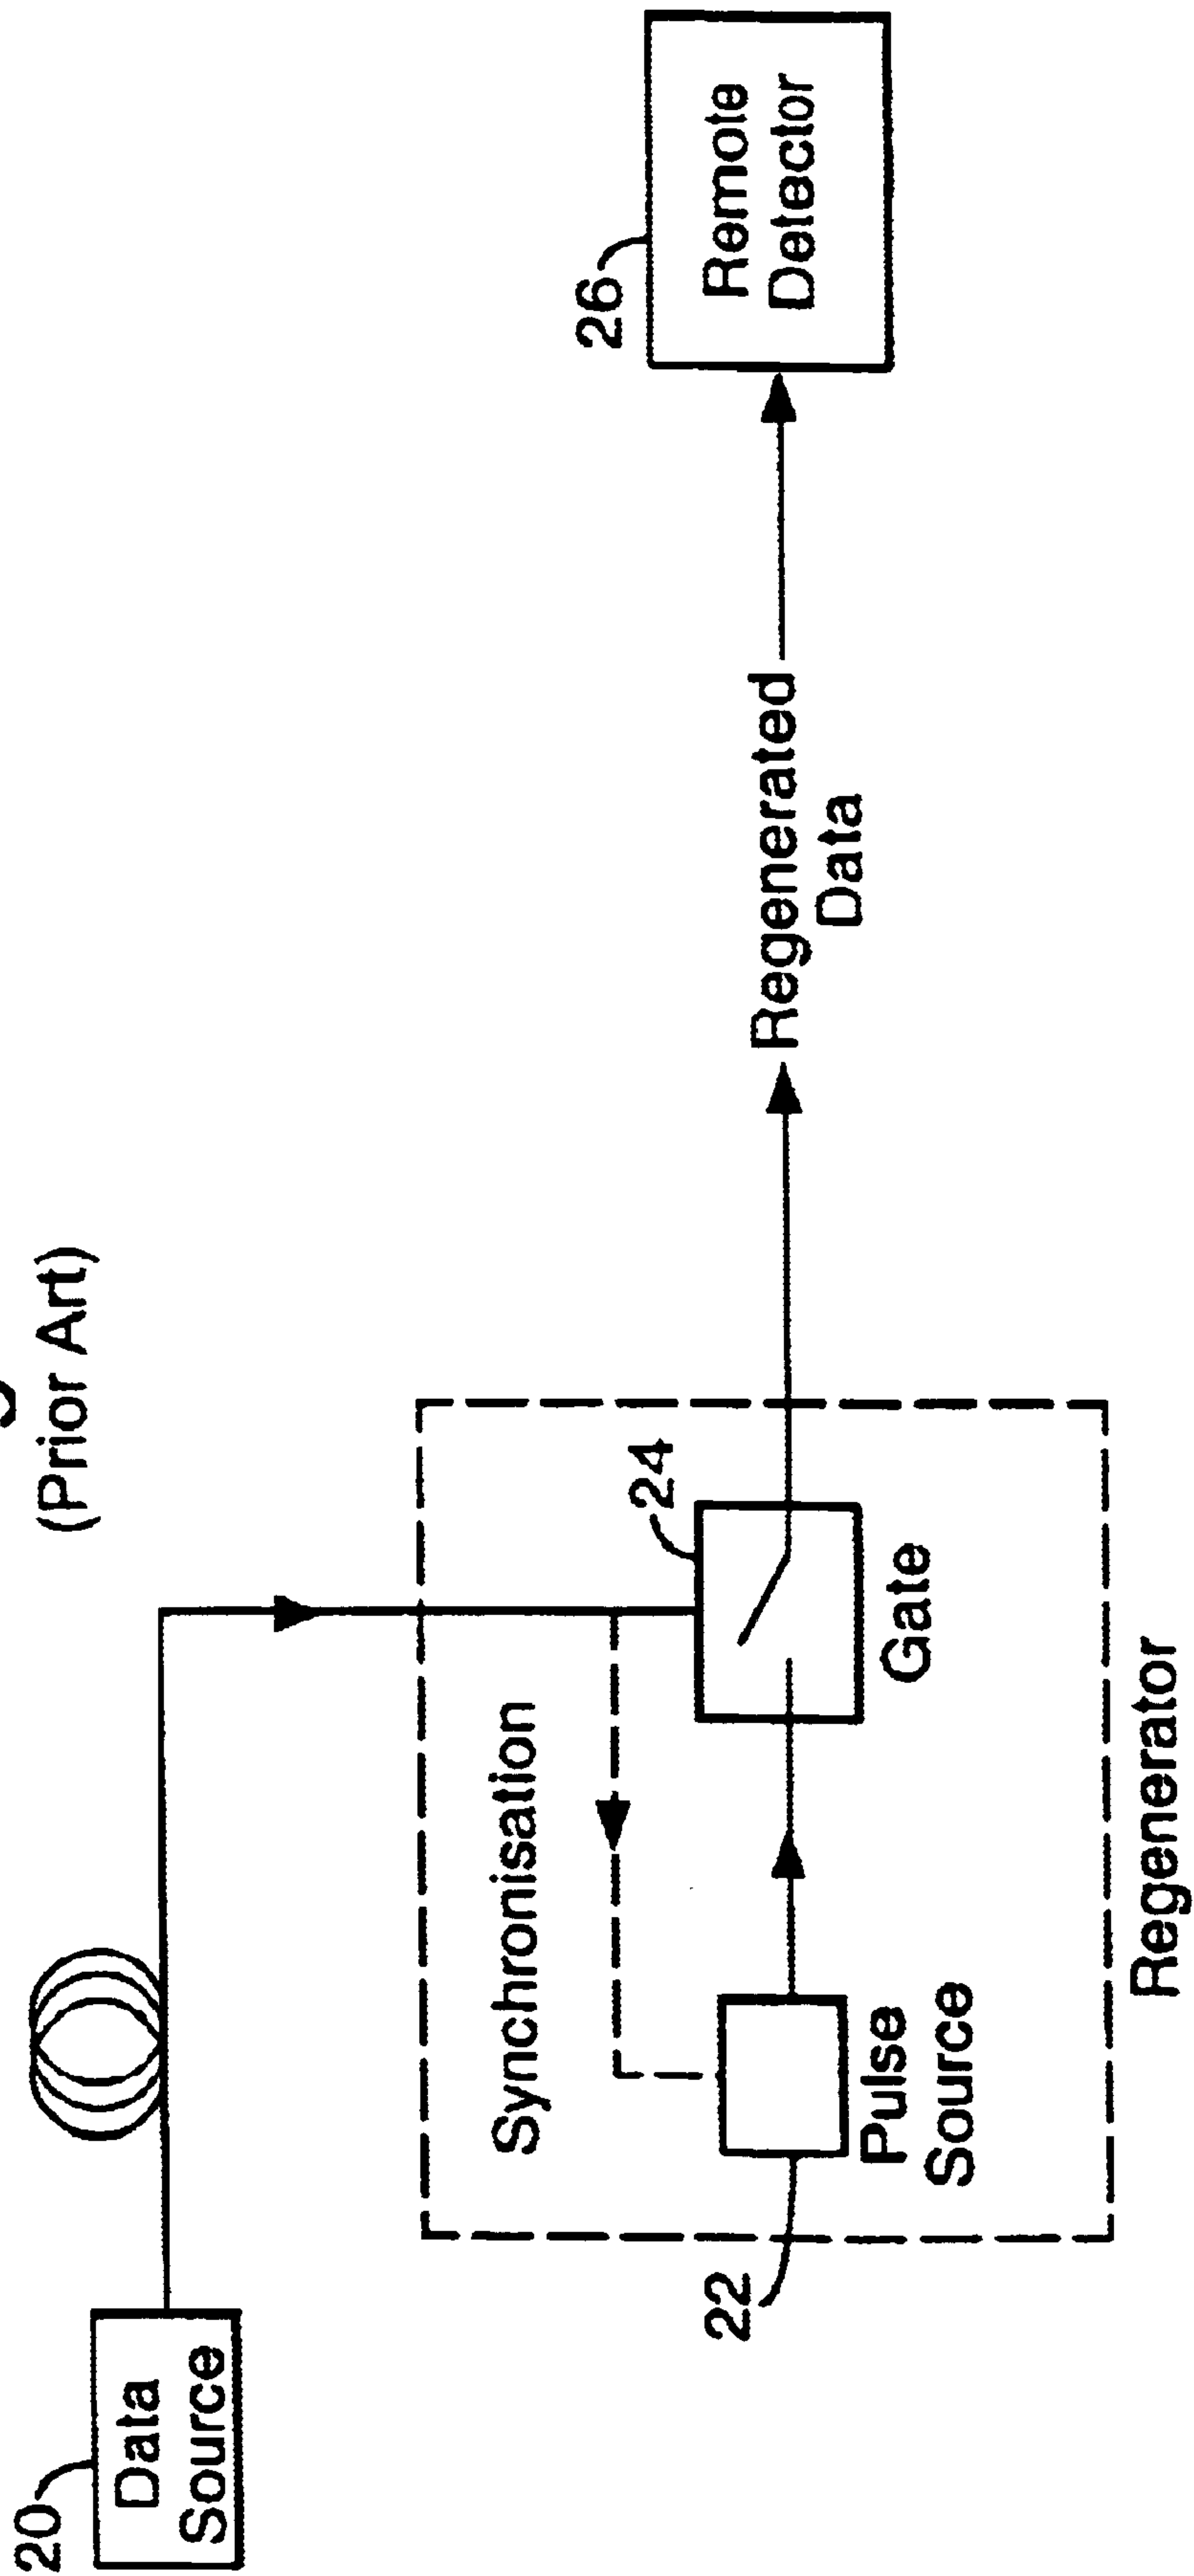 (Prior Art)
20
Data
Source
Synchronisation
24
22
Pulse
Source
Gate
Regenerator
Regenerated
Data
26
Remote
Detector